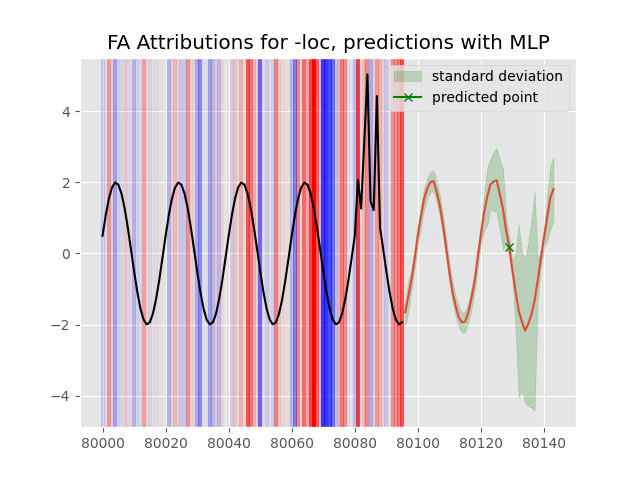 FA Attributions for -loc, predictions with MLP
standard deviation
predicted point
4
2
0
−2
−4
80000 80020 80040 80060 80080 80100 80120 80140